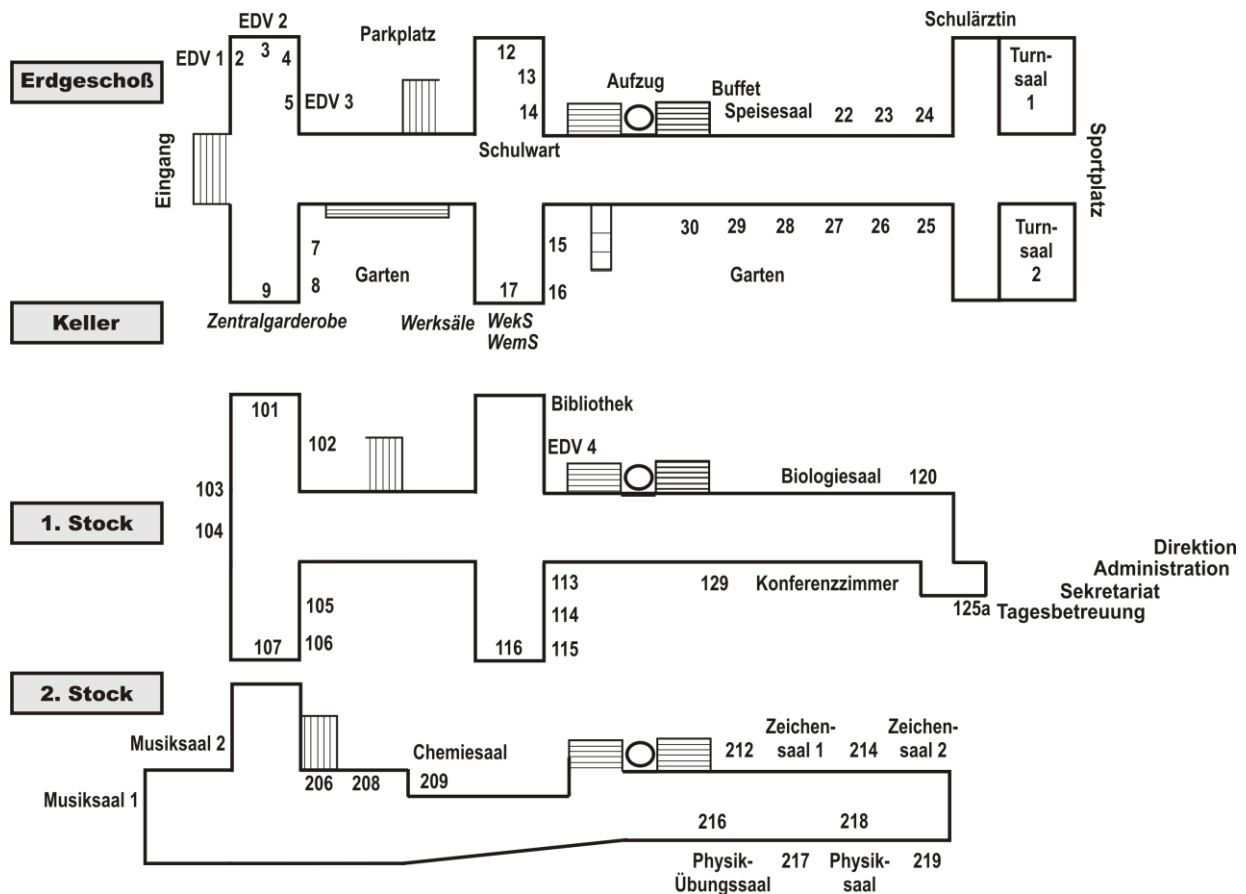 EDV 2
EDV 1
2
3
4
Parkplatz
12
Schulärztin
Erdgeschoß
5
EDV 3
13
14
Aufzug
Buffet
Speisesaal
22
23
24
Turn-
saal
1
Eingang
Schulwart
Sportplatz
7
8
9
Garten
15
16
17
30
29
28
27
26
25
Garten
Turn-
saal
2
Keller
Zentralgarderobe
Werksäle
WekS
WemS
101
102
Bibliothek
EDV 4
Biologiesaal
120
103
104
1. Stock
105
106
107
113
114
115
116
129
Konferenzzimmer
Direktion
Administration
Sekretariat
125a
Tagesbetreuung
2. Stock
Musiksaal 2
Musiksaal 1
206
208
Chemiesaal
209
212
Zeichen-
saal 1
214
Zeichen-
saal 2
216
218
Physik-
Übungssaal
217
Physik-
saal
219